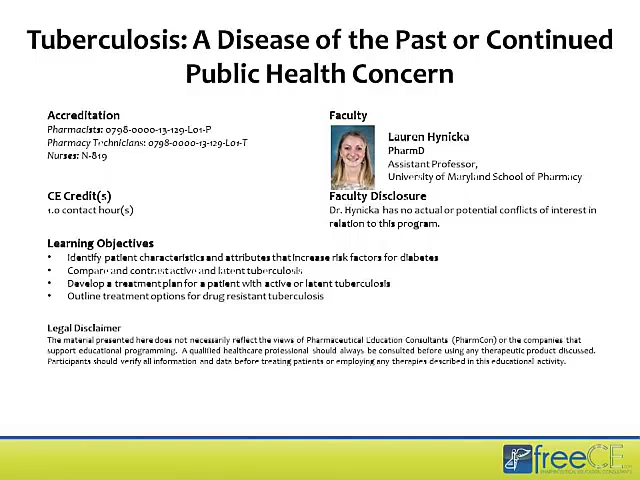 Tuberculosis: A Disease of the Past or Continued
Public Health Concern
Accreditation
Pharmacists: 0798-0000-13-129-L01-P
Pharmacy Technicians: 0798-0000-13-129-L01-T
Nurses: N-819
Faculty
Lauren Hynicka
PharmD
Assistant Professor,
University of Maryland School of Pharmacy
CE Credit(s)
1.0 contact hour(s)
Faculty Disclosure
Dr. Hynicka has no actual or potential conflicts of interest in
relation to this program.
Learning Objectives
• Identify patient characteristics and attributes that increase risk factors for diabetes
• Compare and contrast active and latent tuberculosis
• Develop a treatment plan for a patient with active or latent tuberculosis
• Outline treatment options for drug resistant tuberculosis
Legal Disclaimer
The material presented here does not necessarily reflect the views of Pharmaceutical Education Consultants (PharmCon) or the companies that
support educational programming. A qualified healthcare professional should always be consulted before using any therapeutic product discussed.
Participants should verify all information and data before treating patients or employing any therapies described in this educational activity.
freeCE